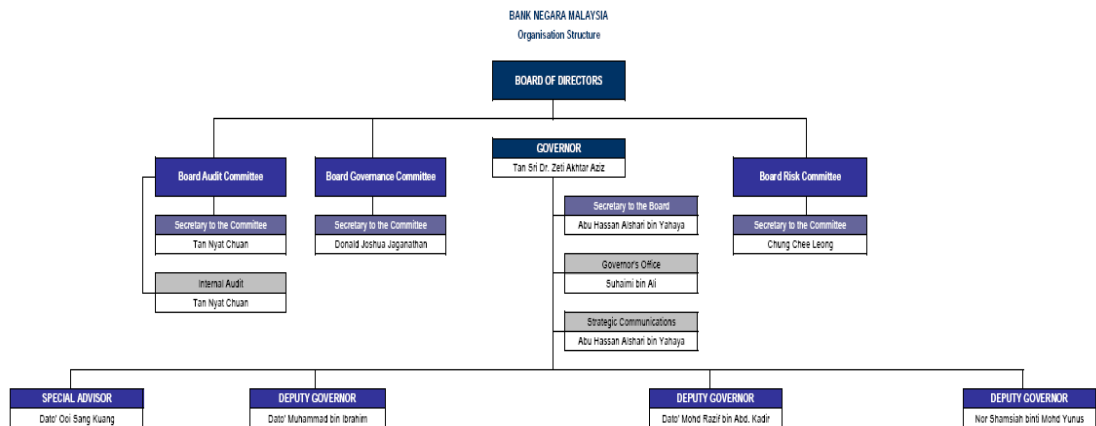 BANK NEGARA MALAYSIA
Organisation Structure
BOARD OF DIRECTORS
GOVERNOR
Tan Sri Dr. Zeti Akhtar Aziz
Board Audit Committee
Board Governance Committee
Board Risk Committee
Secretary to the Committee
Tan Nyat Chuan
Secretary to the Committee
Donald Joshua Jaganathan
Secretary to the Board
Abu Hassan Alshari bin Yahaya
Secretary to the Committee
Chung Chee Leong
Internal Audit
Tan Nyat Chuan
Governor's Office
Suhaimi bin Ali
Strategic Communications
Abu Hassan Alshari bin Yahaya
SPECIAL ADVISOR
Dato' Ooi Sang Kuang
DEPUTY GOVERNOR
Dato' Muhammad bin Ibrahim
DEPUTY GOVERNOR
Dato' Mohd Razif bin Abd. Kadir
DEPUTY GOVERNOR
Nor Shamsiah binti Mohd Yunus